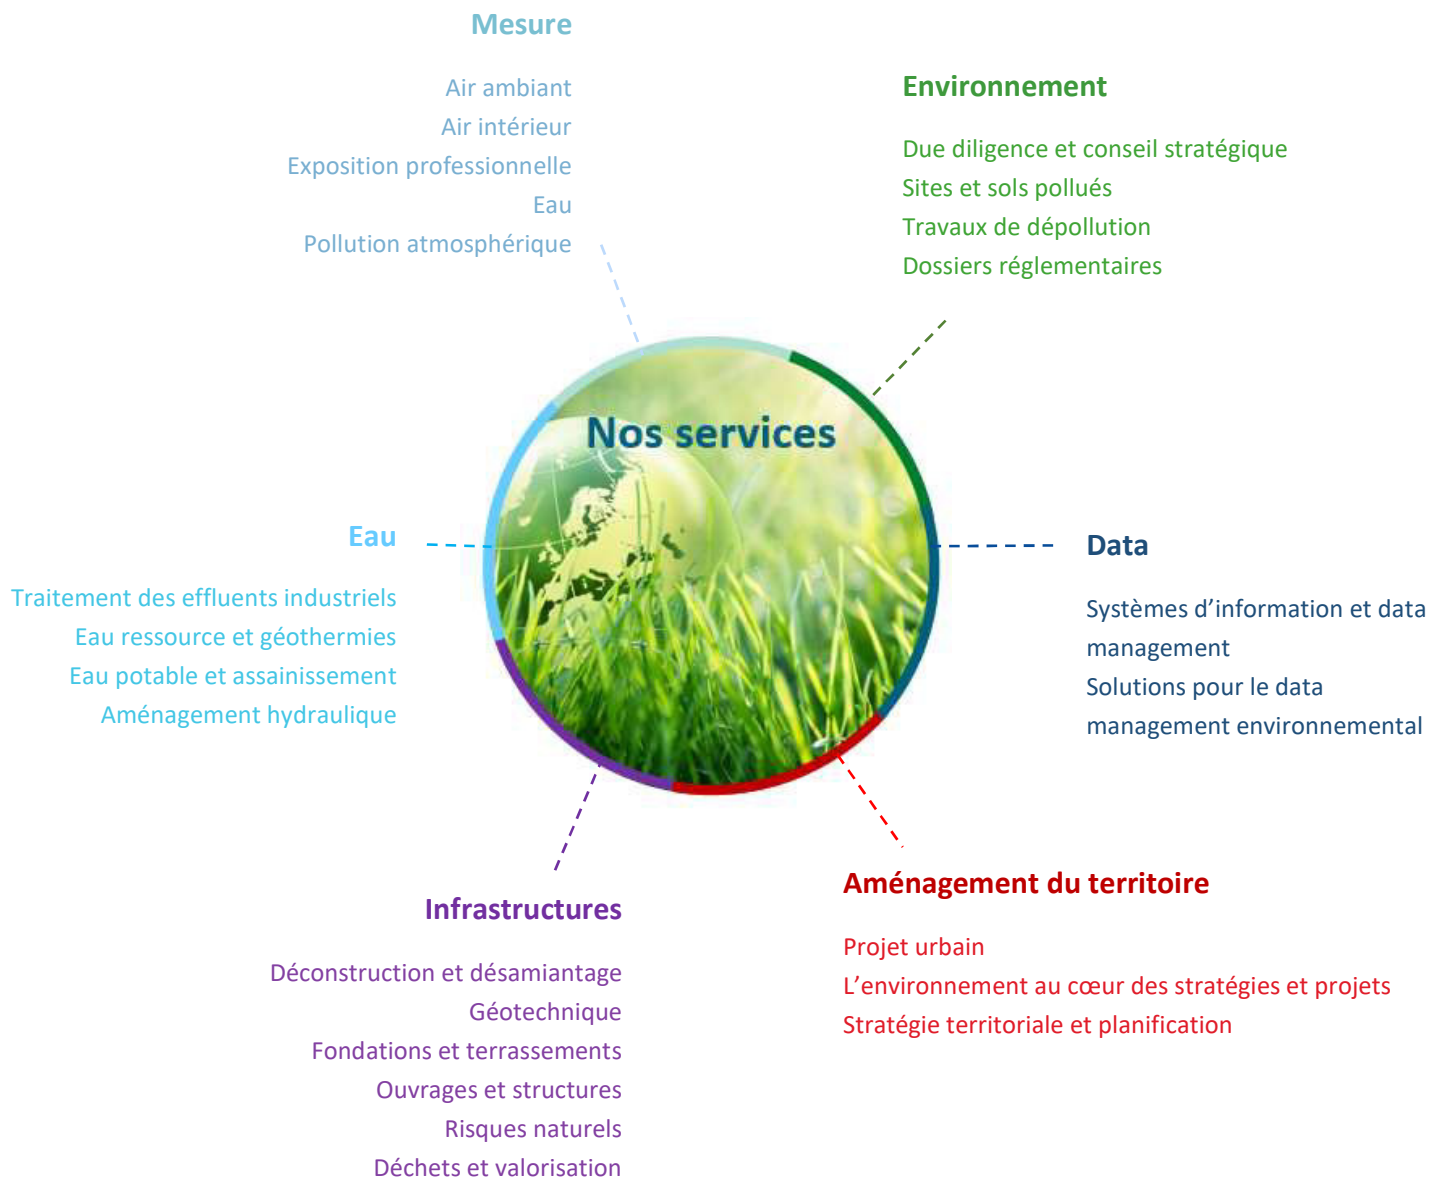 Mesure
Air ambiant
Air intérieur
Exposition professionnelle
Eau
Pollution atmosphérique
Environnement
Due diligence et conseil stratégique
Sites et sols pollués
Travaux de dépollution
Dossiers réglementaires
Nos services
Eau
Traitement des effluents industriels
Eau ressource et géothermies
Eau potable et assainissement
Aménagement hydraulique
Data
Systèmes d’information et data
management
Solutions pour le data
management environnemental
Infrastructures
Déconstruction et désamiantage
Géotechnique
Fondations et terrassements
Ouvrages et structures
Risques naturels
Déchets et valorisation
Aménagement du territoire
Projet urbain
L’environnement au cœur des stratégies et projets
Stratégie territoriale et planification